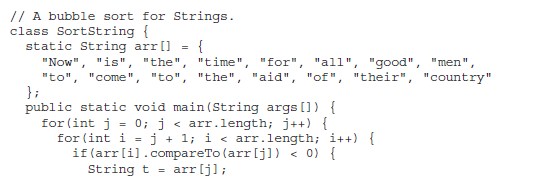 // A bubble sort for Strings.
class SortString {
static String arr[] = {
"Now", "is", "the", "time", "for", "all", "good", "men",
"to", "come", "to", "the", "aid", "of", "their", "country"
};
public static void main(String args[]) {
for(int j = 0; j < arr.length; j++) {
for(int i = j + 1; i < arr.length; i++) {
if(arr[i].compareTo(arr[j]) < 0) {
String t = arr[j];